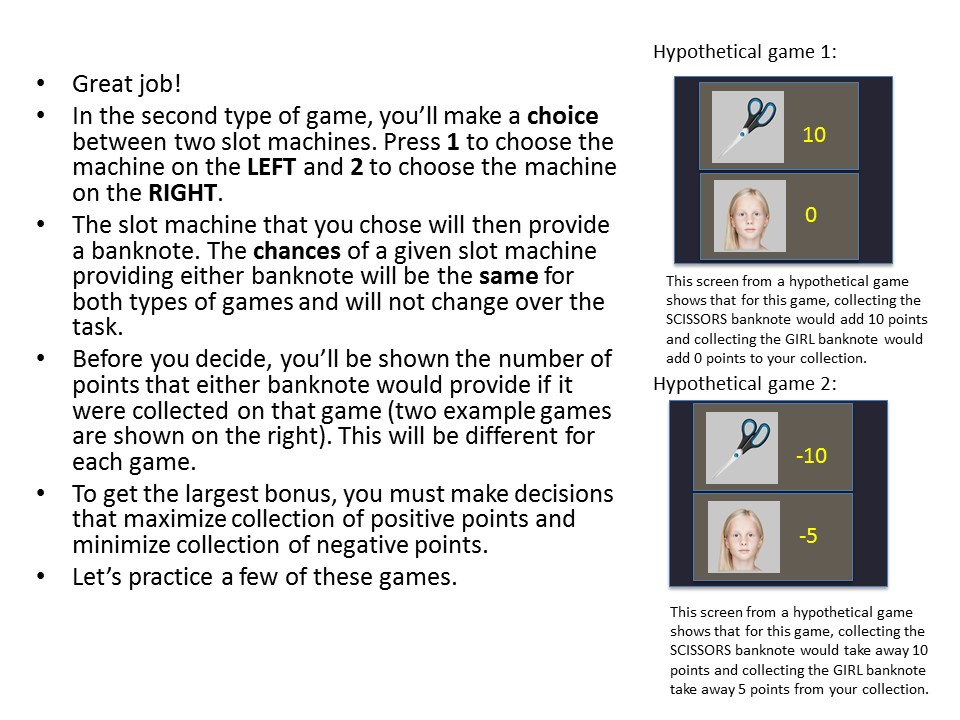 • Great job!
• In the second type of game, you’ll make a choice
between two slot machines. Press 1 to choose the
machine on the LEFT and 2 to choose the machine
on the RIGHT.
• The slot machine that you chose will then provide
a banknote. The chances of a given slot machine
providing either banknote will be the same for
both types of games and will not change over the
task.
• Before you decide, you’ll be shown the number of
points that either banknote would provide if it
were collected on that game (two example games
are shown on the right). This will be different for
each game.
• To get the largest bonus, you must make decisions
that maximize collection of positive points and
minimize collection of negative points.
• Let’s practice a few of these games.
Hypothetical game 1:
10
0
This screen from a hypothetical game
shows that for this game, collecting the
SCISSORS banknote would add 10 points
and collecting the GIRL banknote would
add 0 points to your collection.
Hypothetical game 2:
-10
-5
This screen from a hypothetical game
shows that for this game, collecting the
SCISSORS banknote would take away 10
points and collecting the GIRL banknote
take away 5 points from your collection.